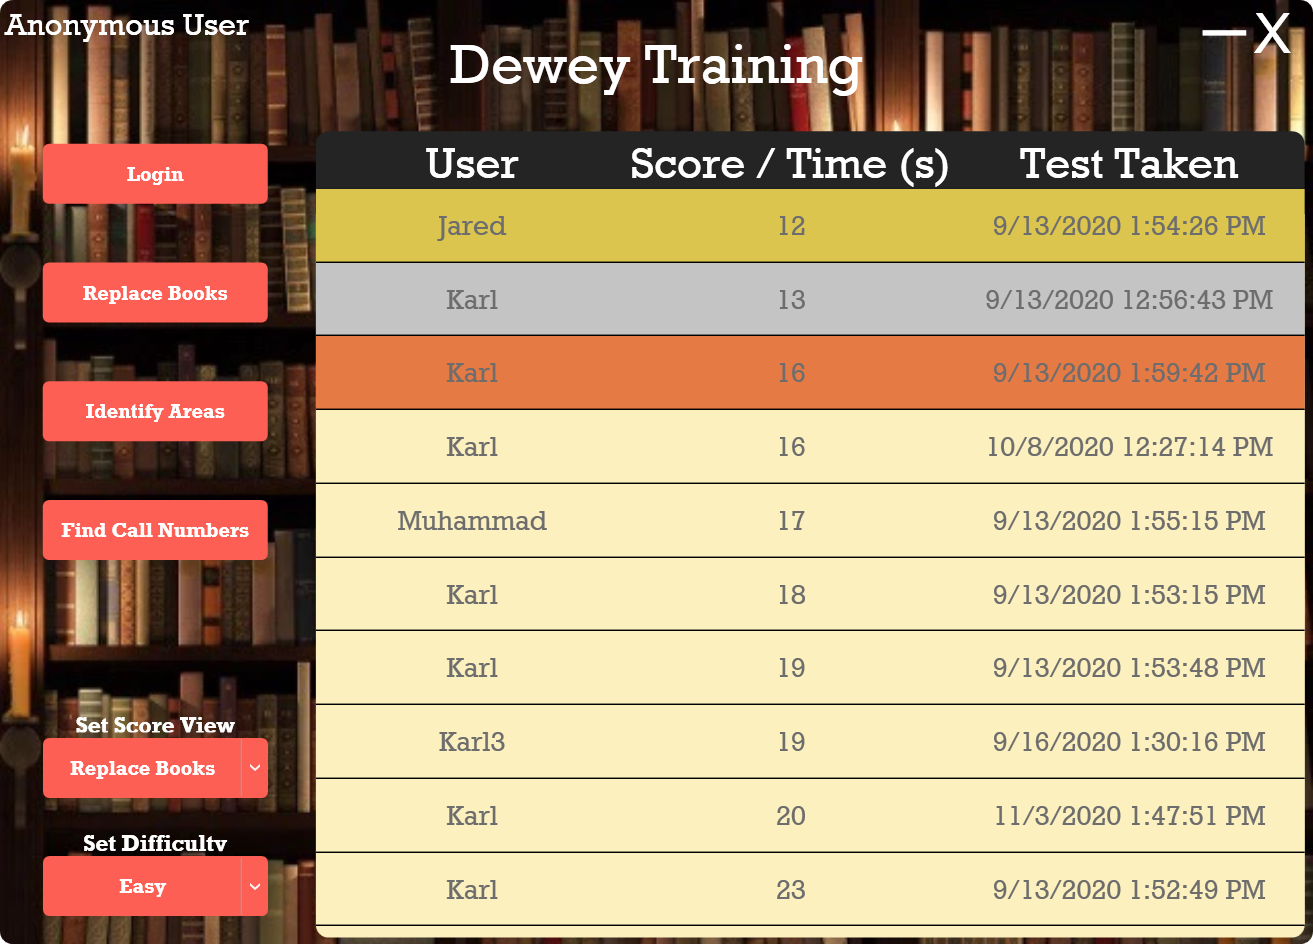 Anonymous User
— X
Dewey Training
Login
Replace Books
Identify Areas
Find Call Numbers
Set Score View
Replace Books
Set Difficulty
Easy
User Score / Time (s) Test Taken
Jared 12 9/13/2020 1:54:26 PM
Karl 13 9/13/2020 12:56:43 PM
Karl 16 9/13/2020 1:59:42 PM
Karl 16 10/8/2020 12:27:14 PM
Muhammad 17 9/13/2020 1:55:15 PM
Karl 18 9/13/2020 1:53:15 PM
Karl 19 9/13/2020 1:53:48 PM
Karl3 19 9/16/2020 1:30:16 PM
Karl 20 11/3/2020 1:47:51 PM
Karl 23 9/13/2020 1:52:49 PM